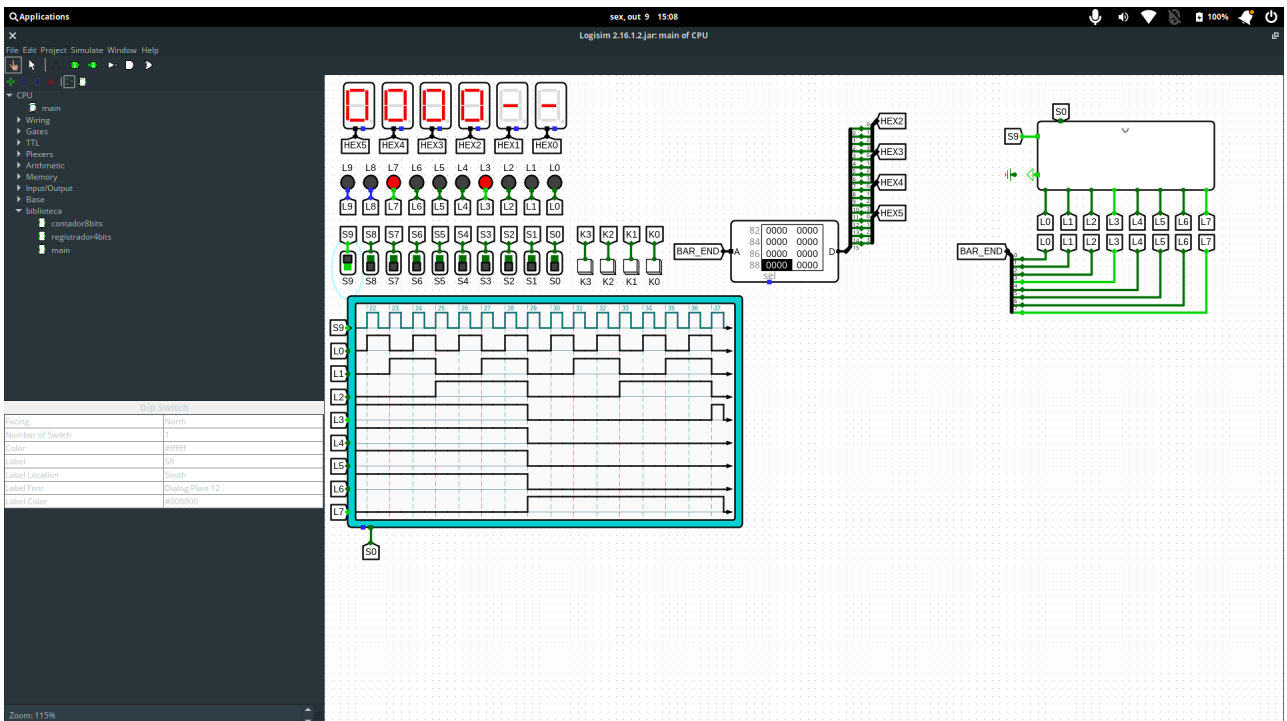 Applications
sex, out 9 15:08
100%
Logisim 2.16.1.2.jar: main of CPU
File Edit Project Simulate Window Help
CPU
main
Wiring
Gates
TTL
Plexers
Arithmetic
Memory
Input/Output
Base
biblioteca
contador8bits
registrador4bits
main
Dip Switch
Facing North
Number of Switch 1
Color #ffffff
Label S9
Label Location South
Label Font Dialog Plain 12
Label Color #000000
Zoom: 115%
HEX5 HEX4 HEX3 HEX2 HEX1 HEX0
L9 L8 L7 L6 L5 L4 L3 L2 L1 L0
L9 L8 L7 L6 L5 L4 L3 L2 L1 L0
S9 S8 S7 S6 S5 S4 S3 S2 S1 S0
K3 K2 K1 K0
S9 S8 S7 S6 S5 S4 S3 S2 S1 S0
K3 K2 K1 K0
22 23 24 25 26 27 28 29 30 31 32 33 34 35 36 37
S9
L0
L1
L2
L3
L4
L5
L6
L7
S0
BAR_END
A
82 0000 0000
84 0000 0000
86 0000 0000
88 0000 0000
sel
D
HEX2
HEX3
HEX4
HEX5
S0
S9
L0 L1 L2 L3 L4 L5 L6 L7
BAR_END
L0 L1 L2 L3 L4 L5 L6 L7